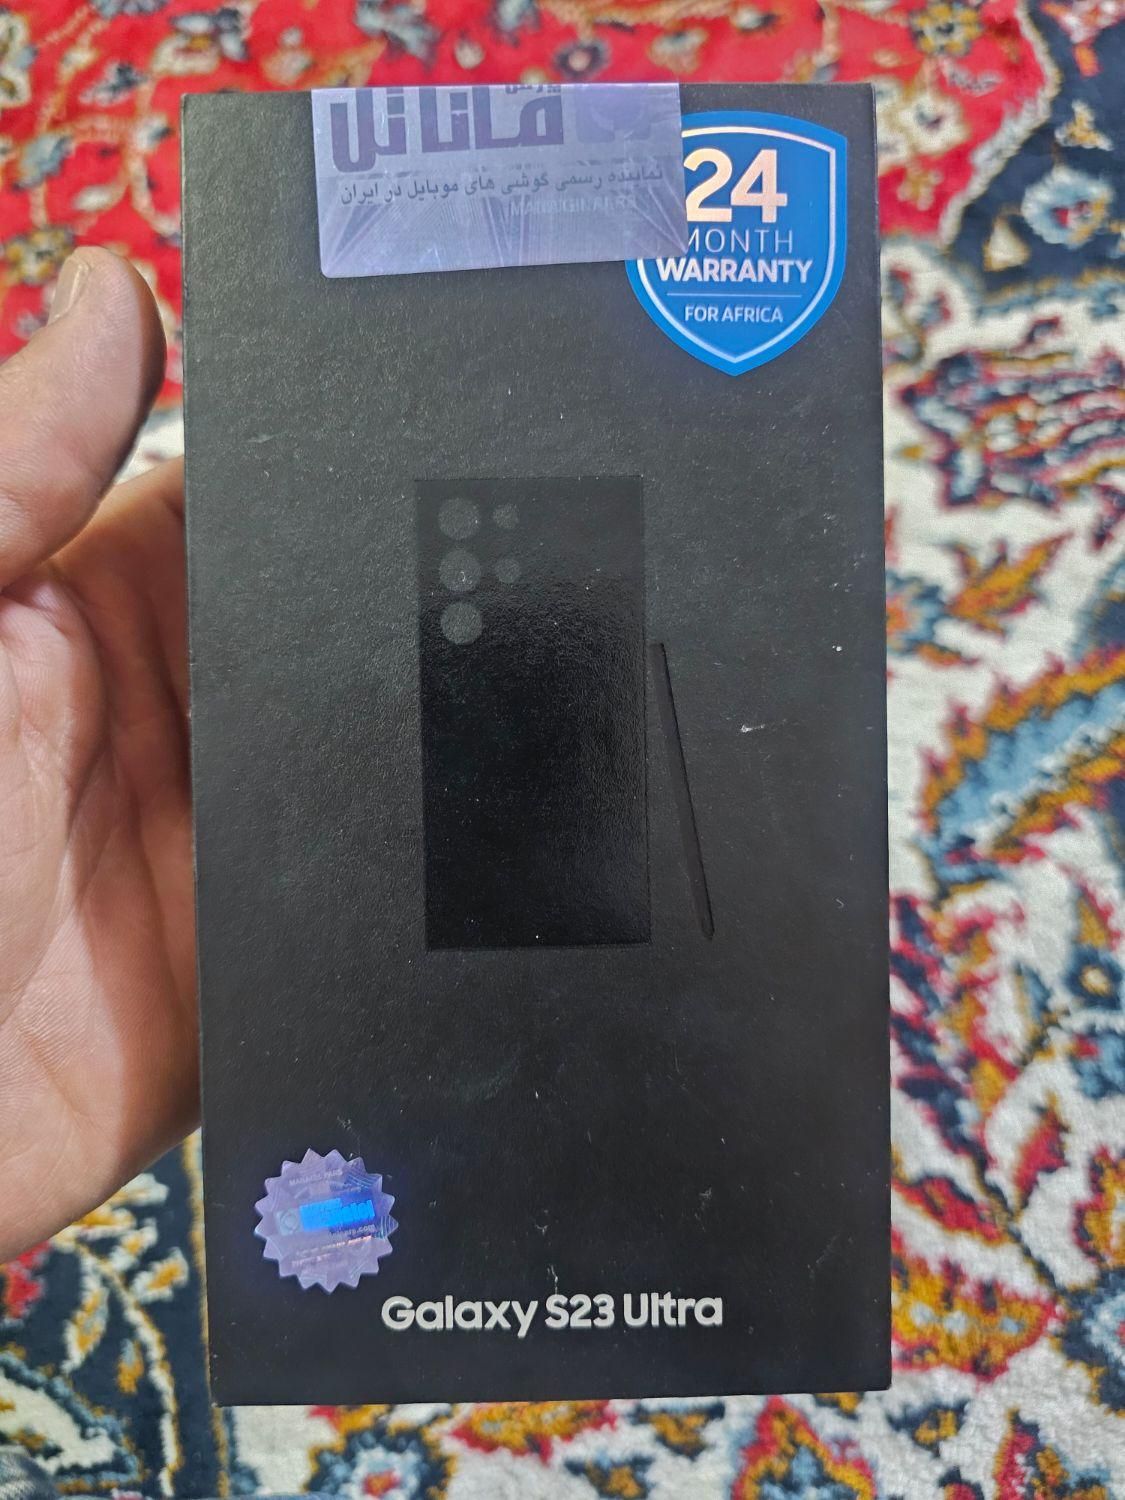 ماناتل
نماینده رسمی گوشی های موبایل در ایران
24
MONTH
WARRANTY
FOR AFRICA
Galaxy S23 Ultra